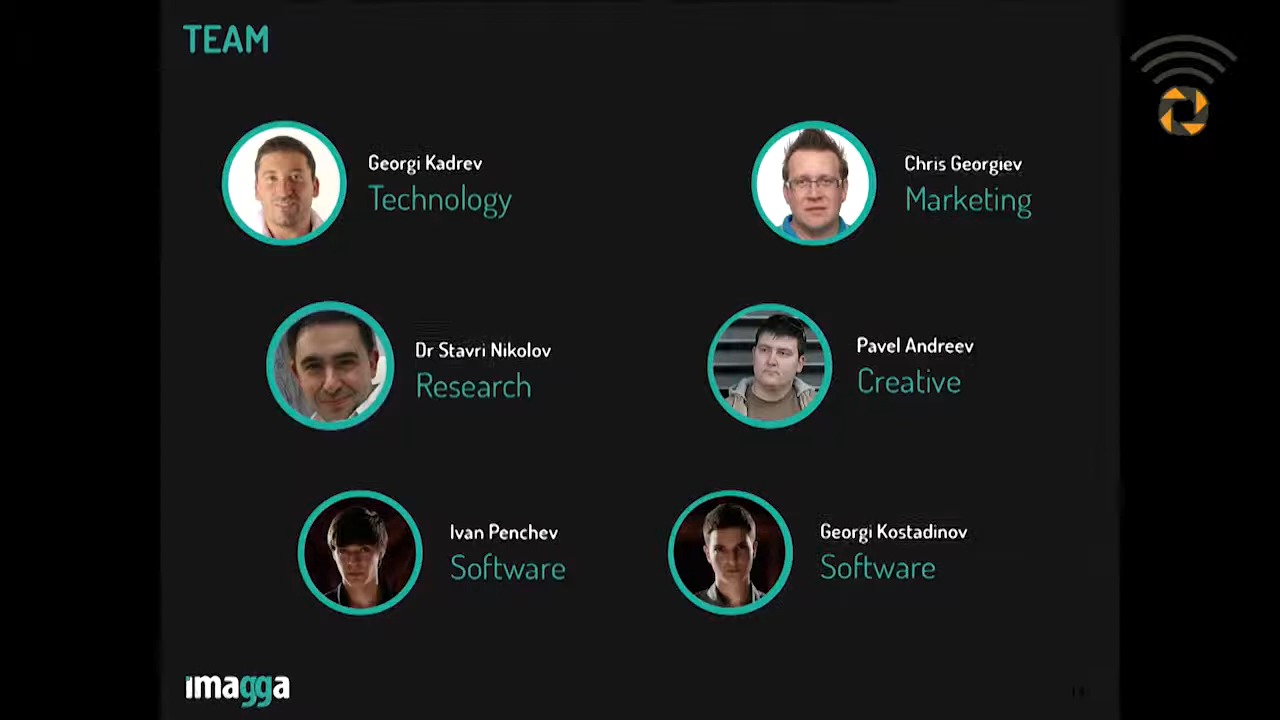 TEAM
Georgi Kadrev
Technology
Chris Georgiev
Marketing
Dr Stavri Nikolov
Research
Pavel Andreev
Creative
Ivan Penchev
Software
Georgi Kostadinov
Software
imagga